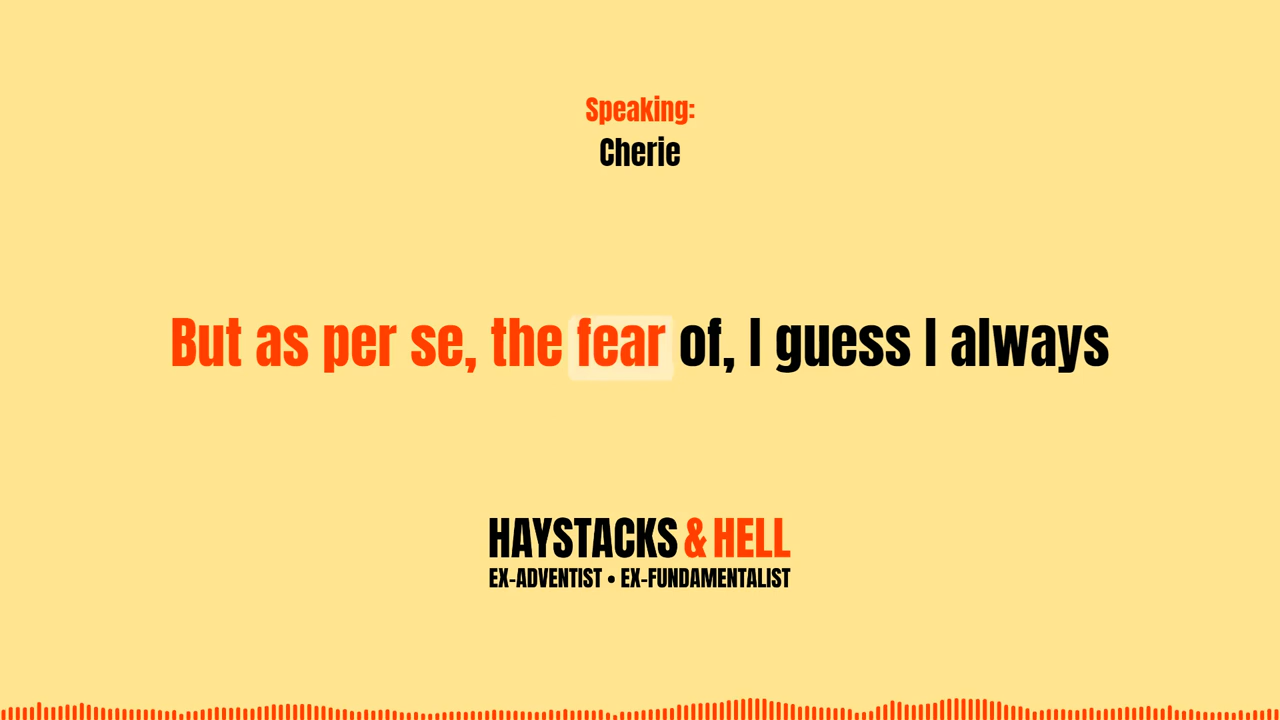 Speaking:
Cherie
But as per se, the fear of, I guess I always
HAYSTACKS & HELL
EX-ADVENTIST • EX-FUNDAMENTALIST